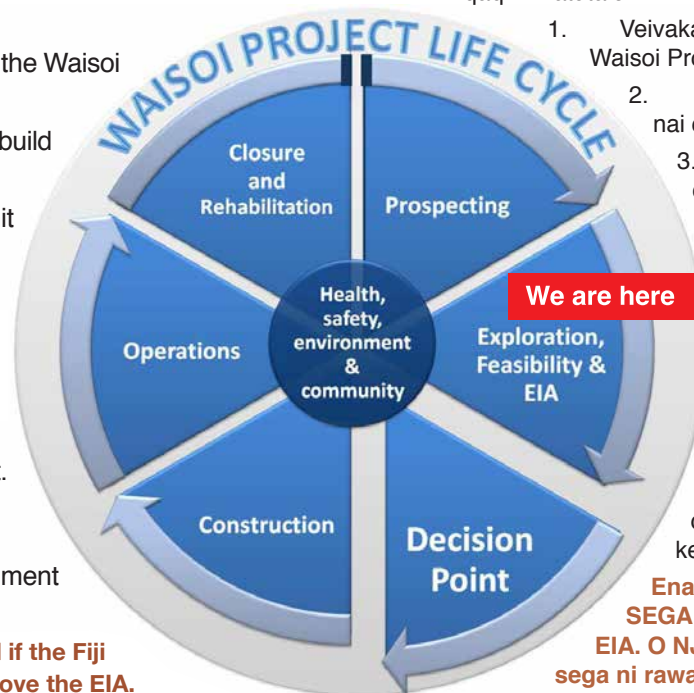 the Waisoi
build
it
t.
ment
if the Fiji
ove the EIA.
WAISOI PROJECT LIFE CYCLE
Closure
and
Rehabilitation
Prospecting
Health,
safety,
environment
&
community
We are here
Exploration,
Feasibility &
EIA
Operations
Construction
Decision
Point
1. Veivaka
Waisoi Pro
2.
nai
3.
ke
Ena
SEGA
EIA. O NJ
sega ni rawa